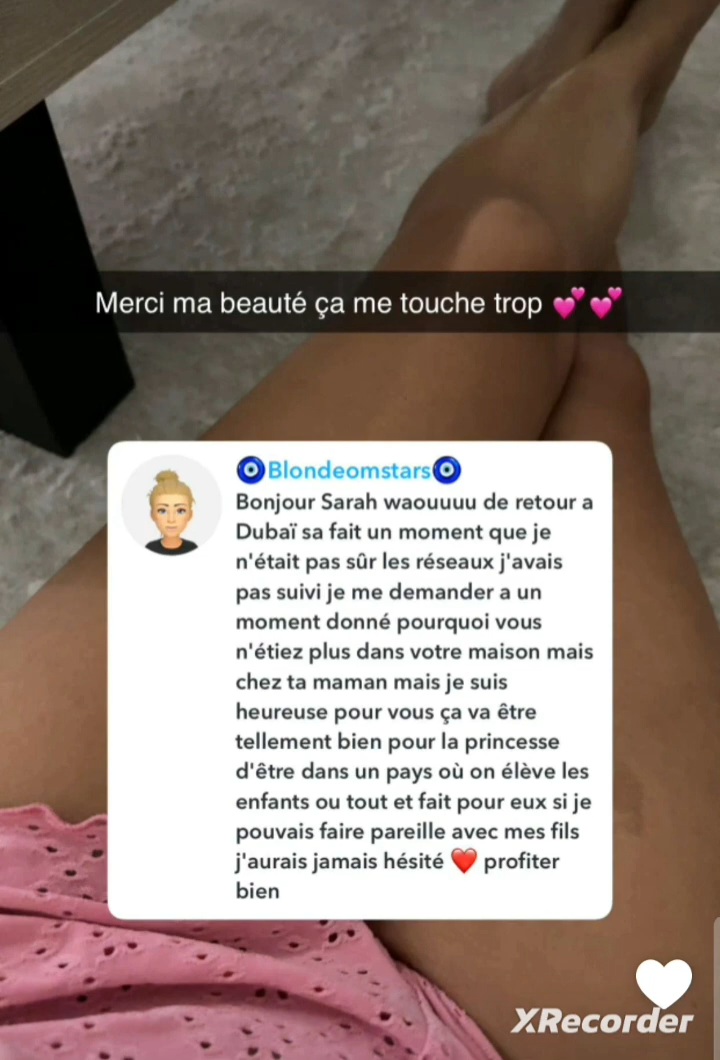 Merci ma beauté ça me touche trop 💕💕
🧿Blondeomstars🧿
Bonjour Sarah waouuuu de retour a
Dubaï sa fait un moment que je
n'était pas sûr les réseaux j'avais
pas suivi je me demander a un
moment donné pourquoi vous
n'étiez plus dans votre maison mais
chez ta maman mais je suis
heureuse pour vous ça va être
tellement bien pour la princesse
d'être dans un pays où on élève les
enfants ou tout et fait pour eux si je
pouvais faire pareille avec mes fils
j'aurais jamais hésité ❤️ profiter
bien
XRecorder